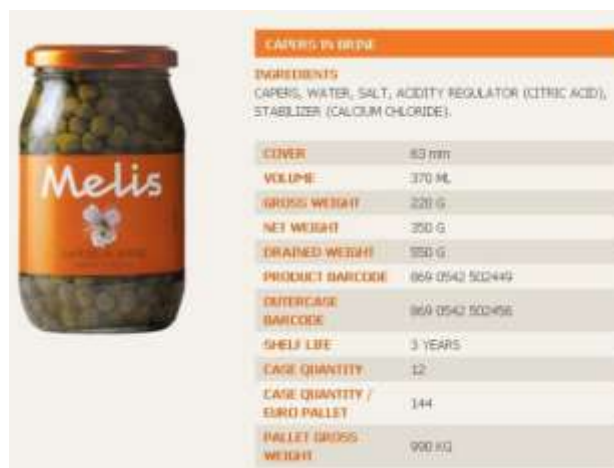 CAPERS IN BRINE
INGREDIENTS
CAPERS, WATER, SALT, ACIDITY REGULATOR (CITRIC ACID),
STABILIZER (CALCIUM CHLORIDE).
Melis
COVER 63 mm
VOLUME 370 ML
GROSS WEIGHT 220 G
NET WEIGHT 350 G
DRAINED WEIGHT 550 G
PRODUCT BARCODE 869 0542 502449
OUTERCASE
BARCODE 869 0542 502456
SHELF LIFE 3 YEARS
CASE QUANTITY 12
CASE QUANTITY /
EURO PALLET 144
PALLET GROSS
WEIGHT 990 KG